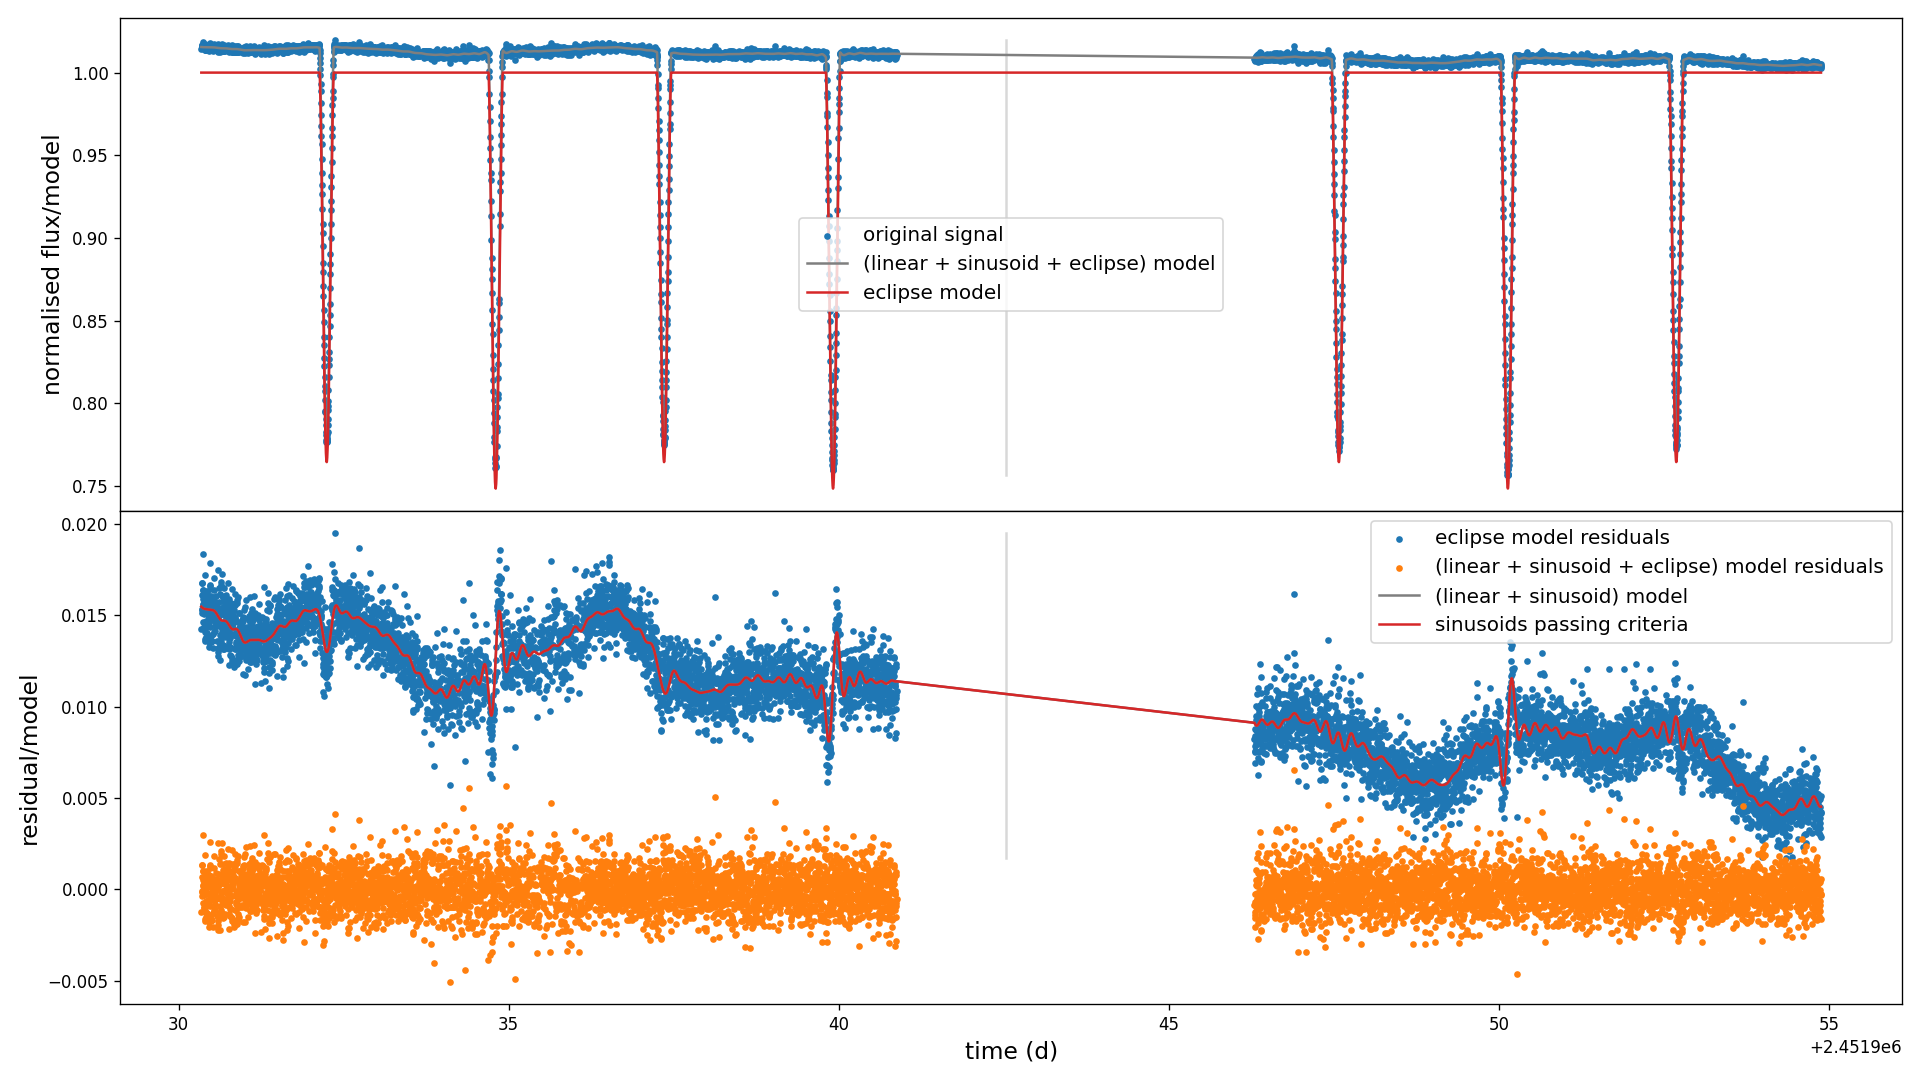 normalised flux/model
1.00
0.95
0.90
0.85
0.80
0.75
original signal
(linear + sinusoid + eclipse) model
eclipse model
residual/model
0.020
0.015
0.010
0.005
0.000
−0.005
eclipse model residuals
(linear + sinusoid + eclipse) model residuals
(linear + sinusoid) model
sinusoids passing criteria
30 35 40 45 50 55
time (d)
+2.4519e6